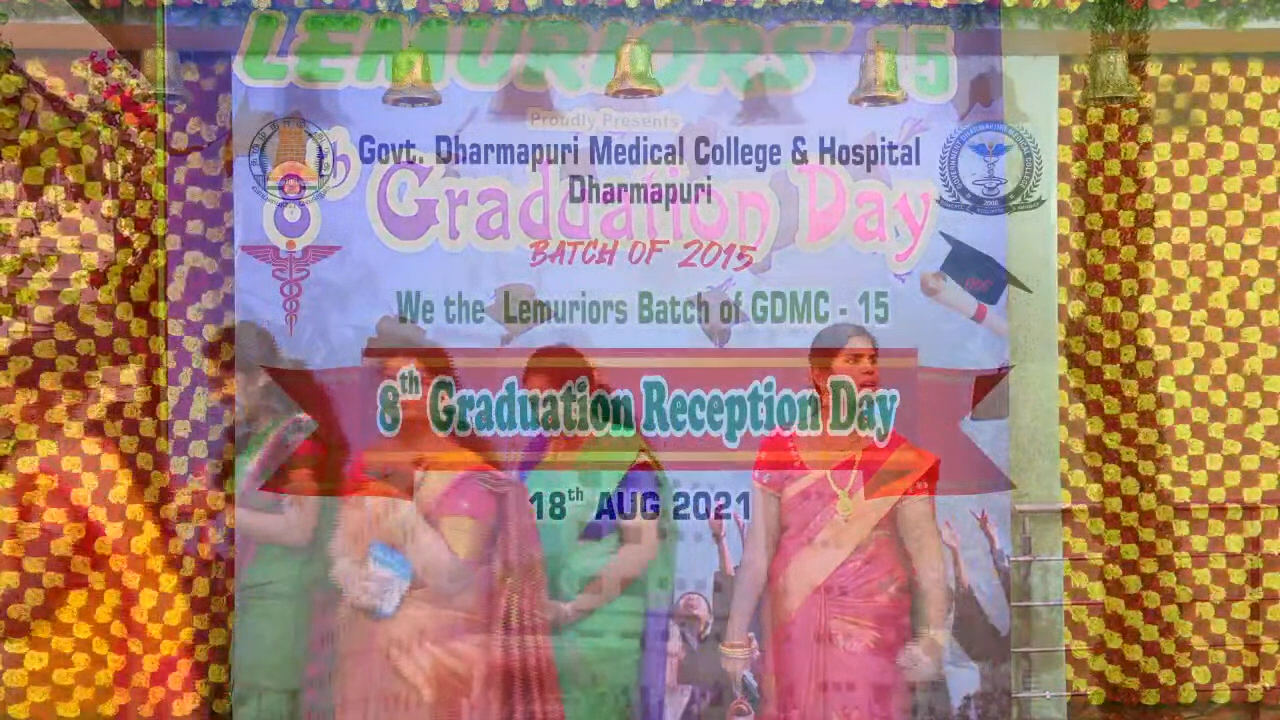 LEMURIORS' 15
Proudly Presents
Govt. Dharmapuri Medical College & Hospital
Dharmapuri
Graduation Day
BATCH OF 2015
We the Lemuriors Batch of GDMC - 15
8th Graduation Reception Day
18th AUG 2021